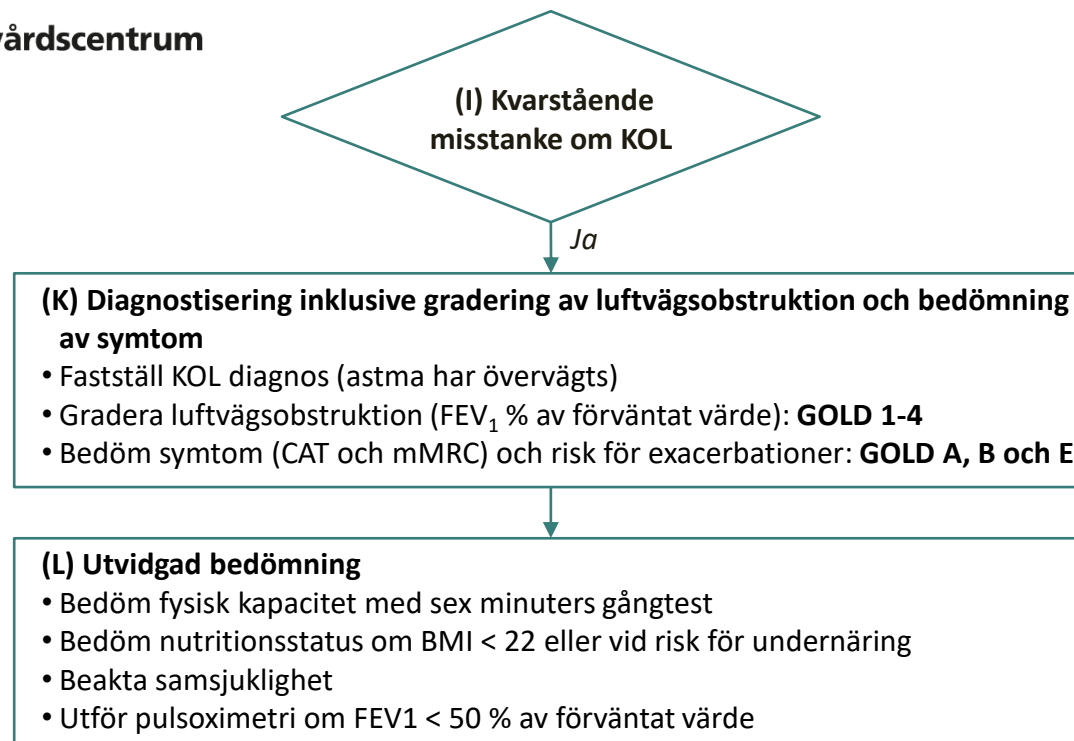 vårdscentrum
(I) Kvarstående
misstanke om KOL
Ja
(K) Diagnostisering inklusive gradering av luftvägsobstruktion och bedömning
av symtom
• Fastställ KOL diagnos (astma har övervägts)
• Gradera luftvägsobstruktion (FEV₁ % av förväntat värde): GOLD 1-4
• Bedöm symtom (CAT och mMRC) och risk för exacerbationer: GOLD A, B och E
(L) Utvidgad bedömning
• Bedöm fysisk kapacitet med sex minuters gångtest
• Bedöm nutritionsstatus om BMI < 22 eller vid risk för undernäring
• Beakta samsjuklighet
• Utför pulsoximetri om FEV1 < 50 % av förväntat värde